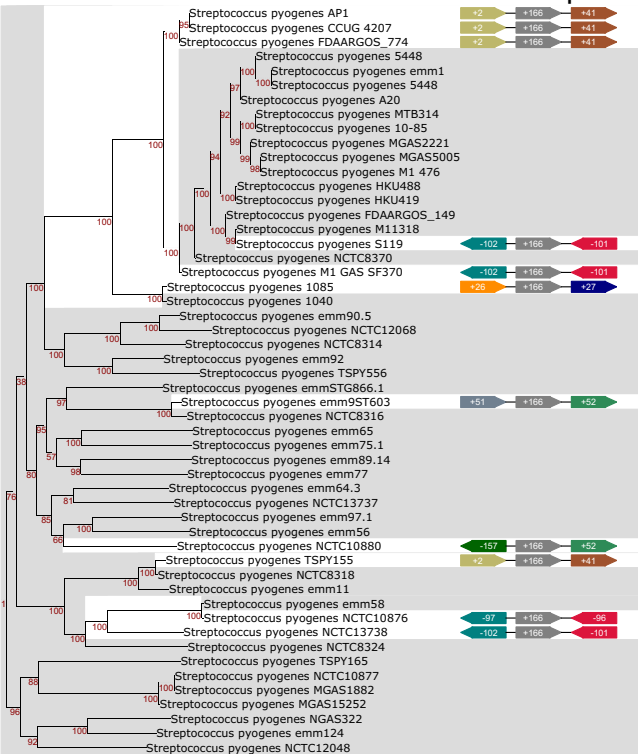 Streptococcus pyogenes AP1 +2 +166 +41
95
Streptococcus pyogenes CCUG 4207 +2 +166 +41
100
Streptococcus pyogenes FDAARGOS_774 +2 +166 +41
Streptococcus pyogenes 5448
100
Streptococcus pyogenes emm1
100
Streptococcus pyogenes 5448
97
Streptococcus pyogenes A20
92
Streptococcus pyogenes MTB314
100
Streptococcus pyogenes 10-85
99
Streptococcus pyogenes MGAS2221
100
94
99
Streptococcus pyogenes MGAS5005
98
Streptococcus pyogenes M1 476
Streptococcus pyogenes HKU488
100
100
Streptococcus pyogenes HKU419
Streptococcus pyogenes FDAARGOS_149
100
100
100
Streptococcus pyogenes M11318
99
Streptococcus pyogenes S119 -102 +166 -101
100
Streptococcus pyogenes NCTC8370
Streptococcus pyogenes M1 GAS SF370 -102 +166 -101
100
Streptococcus pyogenes 1085 +26 +166 +27
100
100
Streptococcus pyogenes 1040
Streptococcus pyogenes emm90.5
100
Streptococcus pyogenes NCTC12068
100
Streptococcus pyogenes NCTC8314
100
Streptococcus pyogenes emm92
100
Streptococcus pyogenes TSPY556
38
Streptococcus pyogenes emmSTG866.1
97
Streptococcus pyogenes emm9ST603 +51 +166 +52
100
Streptococcus pyogenes NCTC8316
95
Streptococcus pyogenes emm65
100
Streptococcus pyogenes emm75.1
57
Streptococcus pyogenes emm89.14
98
Streptococcus pyogenes emm77
80
Streptococcus pyogenes emm64.3
76
81
Streptococcus pyogenes NCTC13737
85
Streptococcus pyogenes emm97.1
100
Streptococcus pyogenes emm56
66
Streptococcus pyogenes NCTC10880 -157 +166 +52
Streptococcus pyogenes TSPY155 +2 +166 +41
100
Streptococcus pyogenes NCTC8318
100
Streptococcus pyogenes emm11
1
100
Streptococcus pyogenes emm58
100
Streptococcus pyogenes NCTC10876 -97 +166 -96
100
Streptococcus pyogenes NCTC13738 -102 +166 -101
100
Streptococcus pyogenes NCTC8324
Streptococcus pyogenes TSPY165
88
Streptococcus pyogenes NCTC10877
100
Streptococcus pyogenes MGAS1882
100
Streptococcus pyogenes MGAS15252
96
Streptococcus pyogenes NGAS322
100
Streptococcus pyogenes emm124
92
Streptococcus pyogenes NCTC12048